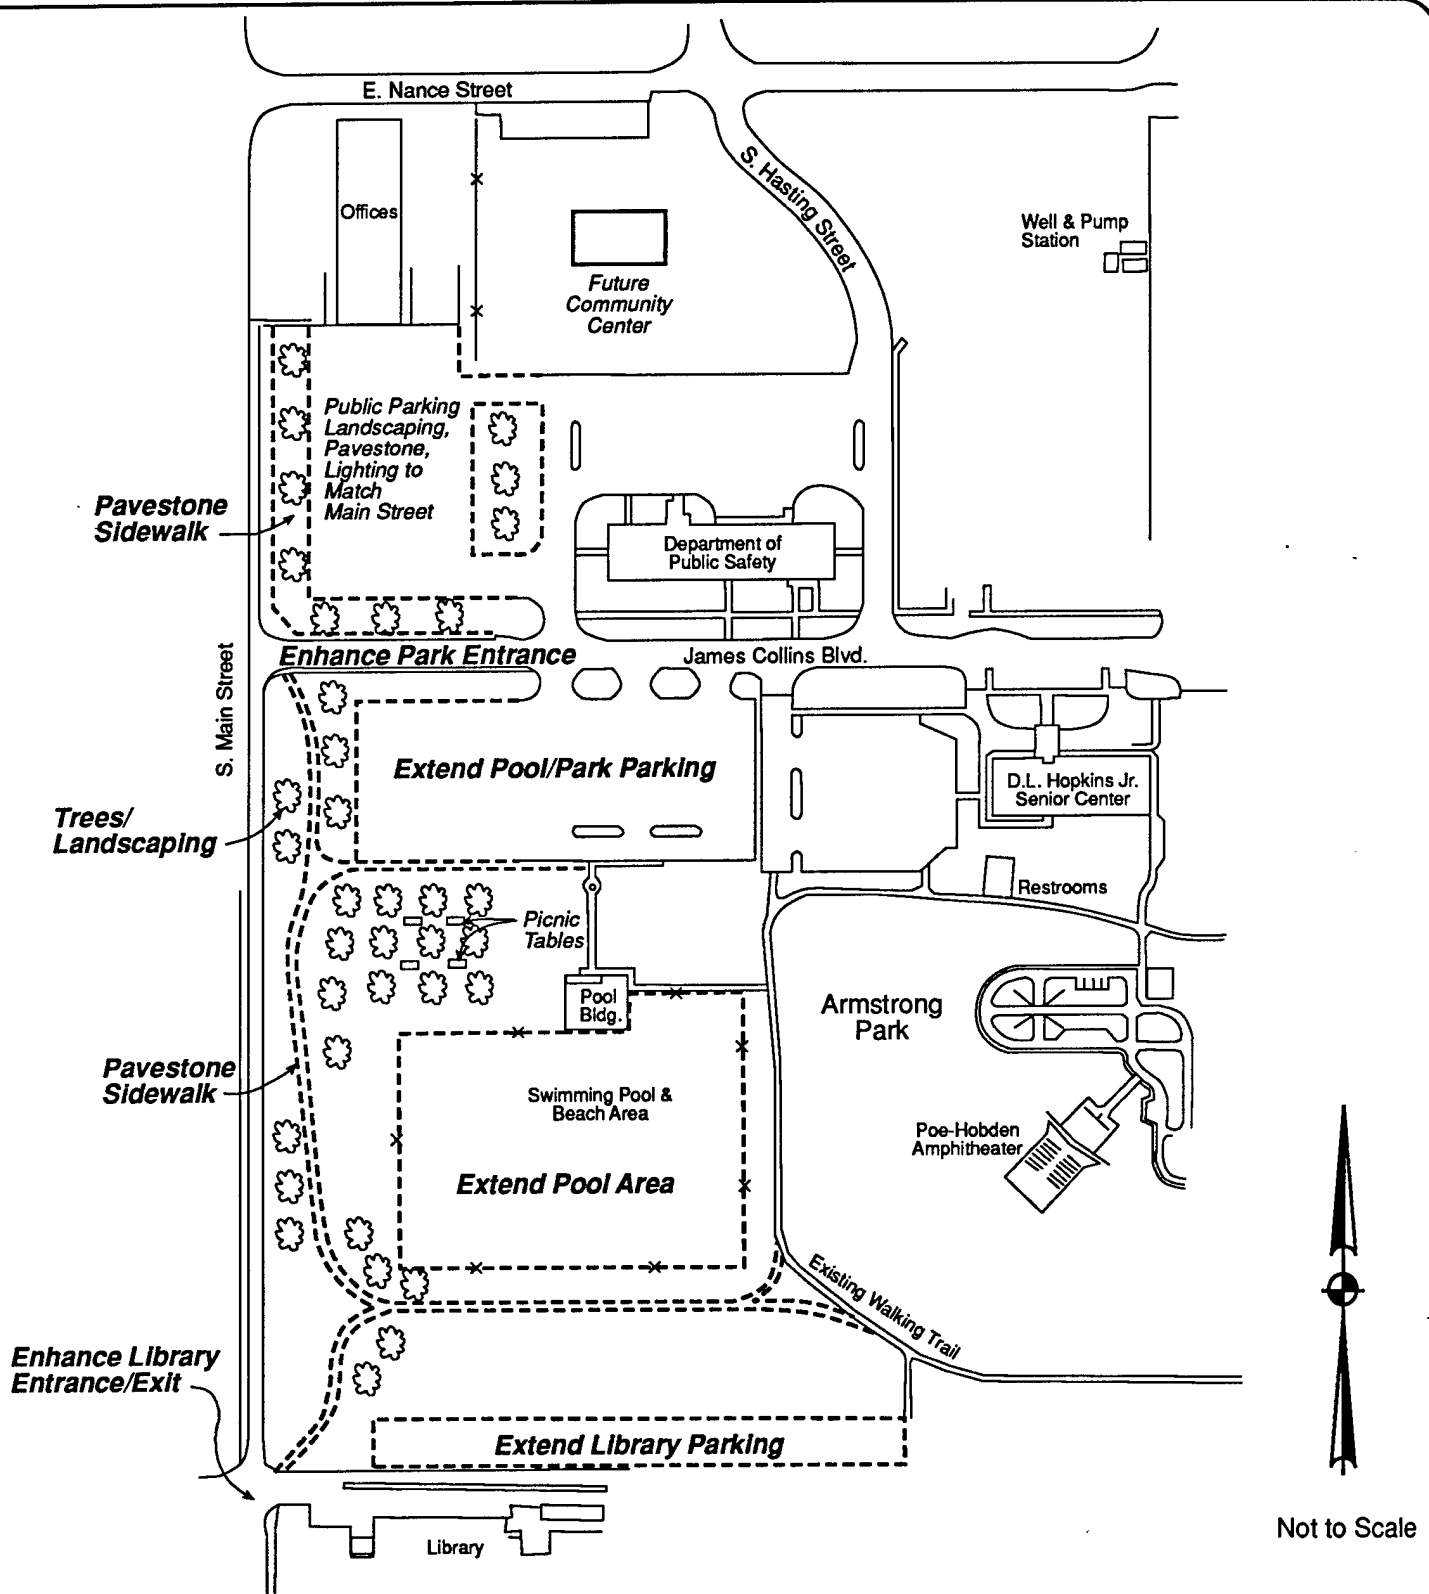 E. Nance Street
S. Hasting Street
Offices
Well & Pump
Station
Future
Community
Center
Public Parking
Landscaping,
Pavestone,
Lighting to
Match
Main Street
Pavestone
Sidewalk
Department of
Public Safety
S. Main Street
Enhance Park Entrance
James Collins Blvd.
Extend Pool/Park Parking
D.L. Hopkins Jr.
Senior Center
Trees/
Landscaping
Restrooms
Picnic
Tables
Pool
Bldg.
Armstrong
Park
Pavestone
Sidewalk
Swimming Pool &
Beach Area
Poe-Hobden
Amphitheater
Extend Pool Area
Existing Walking Trail
Enhance Library
Entrance/Exit
Extend Library Parking
Library
Not to Scale